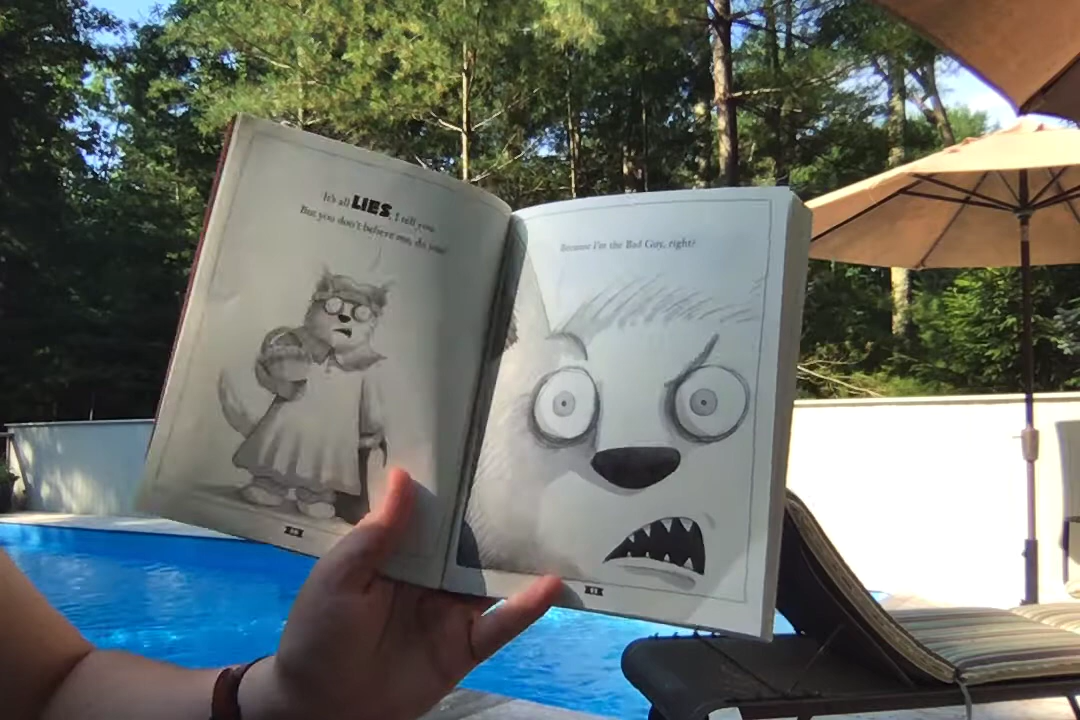 It's all LIES, I tell you.
But you don't believe me, do you?
Because I'm the Bad Guy, right?